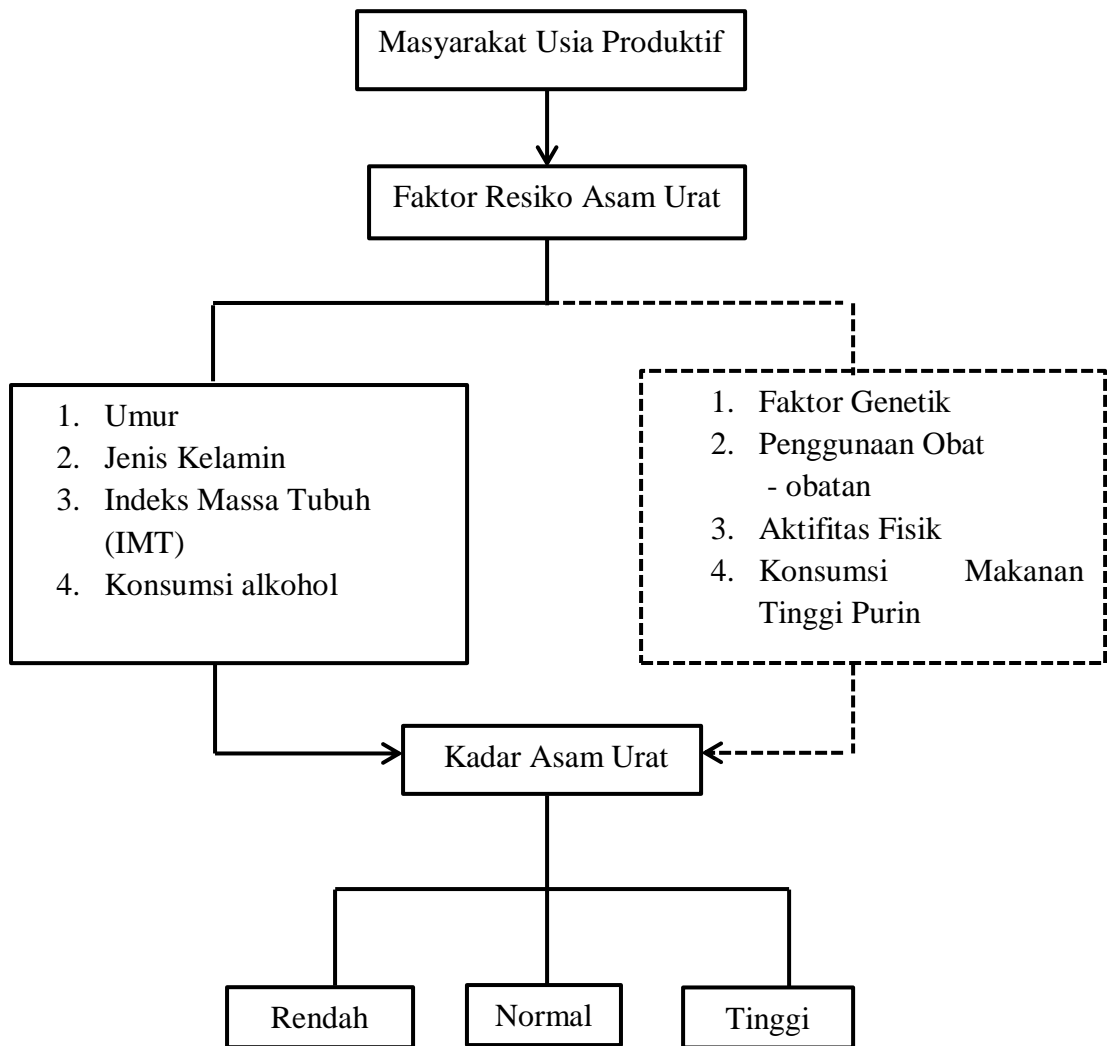 Masyarakat Usia Produktif
Faktor Resiko Asam Urat
1. Umur
2. Jenis Kelamin
3. Indeks Massa Tubuh
(IMT)
4. Konsumsi alkohol
1. Faktor Genetik
2. Penggunaan Obat
- obatan
3. Aktifitas Fisik
4. Konsumsi Makanan
Tinggi Purin
Kadar Asam Urat
Rendah
Normal
Tinggi